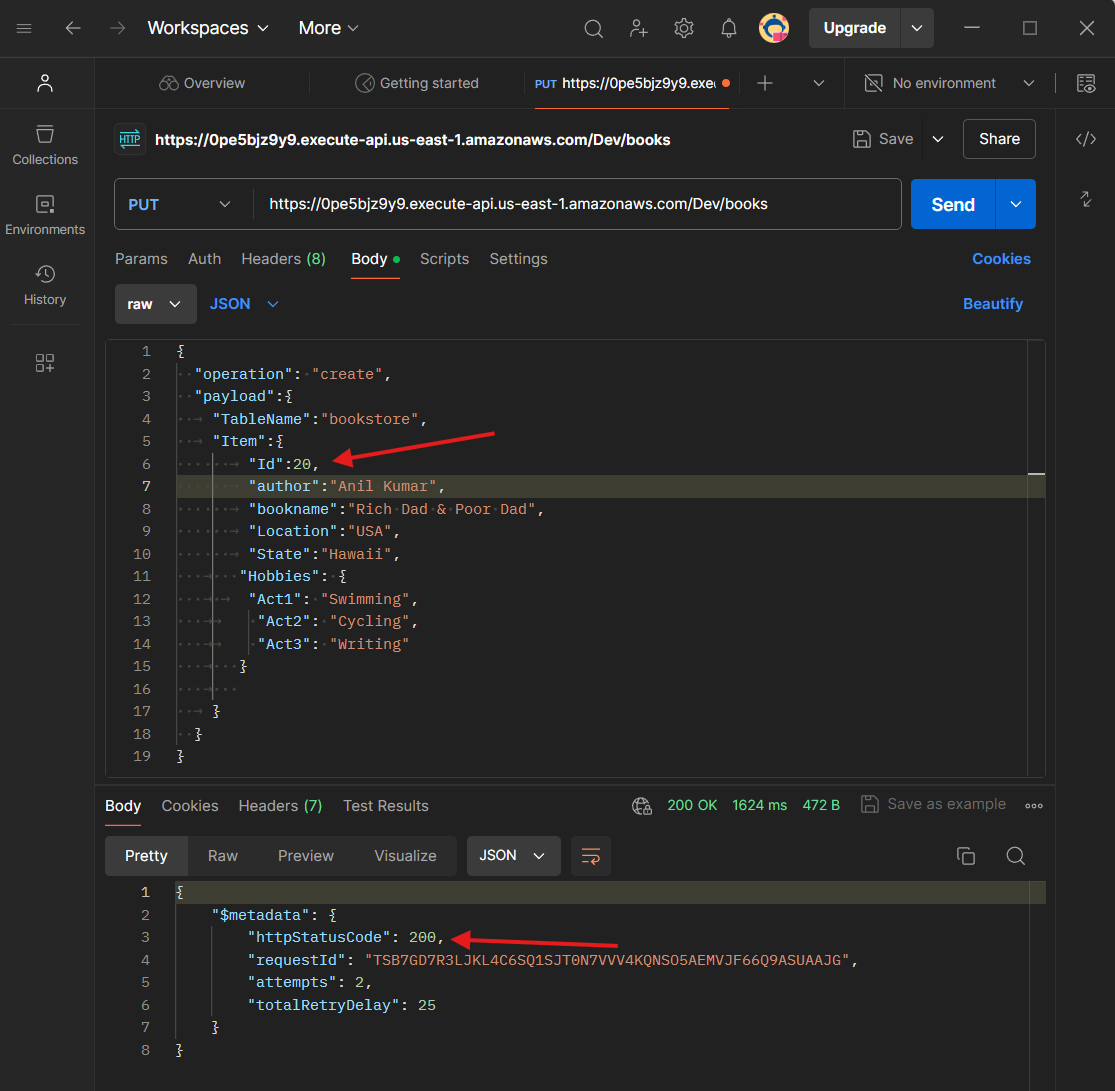 Workspaces More Upgrade
Overview Getting started PUT https://0pe5bjz9y9.exe No environment
HTTP https://0pe5bjz9y9.execute-api.us-east-1.amazonaws.com/Dev/books Save Share
Collections
Environments
History
PUT https://0pe5bjz9y9.execute-api.us-east-1.amazonaws.com/Dev/books Send
Params Auth Headers (8) Body Scripts Settings Cookies
raw JSON Beautify
1 {
2 "operation": "create",
3 "payload":{
4 "TableName":"bookstore",
5 "Item":{
6 "Id":20,
7 "author":"Anil Kumar",
8 "bookname":"Rich Dad & Poor Dad",
9 "Location":"USA",
10 "State":"Hawaii",
11 "Hobbies": {
12 "Act1": "Swimming",
13 "Act2": "Cycling",
14 "Act3": "Writing"
15 }
16
17 }
18 }
19 }
Body Cookies Headers (7) Test Results 200 OK 1624 ms 472 B Save as example
Pretty Raw Preview Visualize JSON
1 {
2 "$metadata": {
3 "httpStatusCode": 200,
4 "requestId": "TSB7GD7R3LJKL4C6SQ1SJT0N7VVV4KQNSO5AEMVJF66Q9ASUAAJG",
5 "attempts": 2,
6 "totalRetryDelay": 25
7 }
8 }